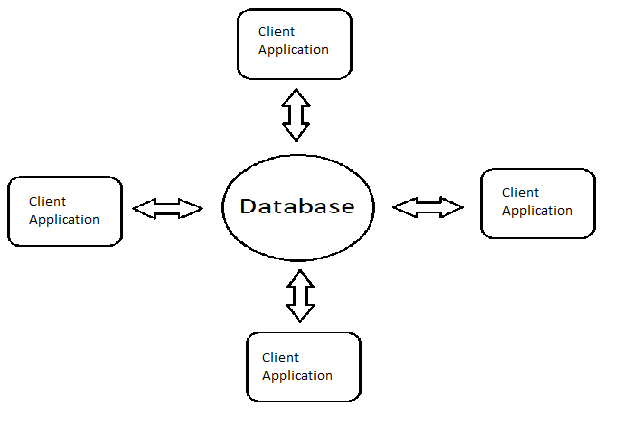 Client
Application
Client
Application
Database
Client
Application
Client
Application